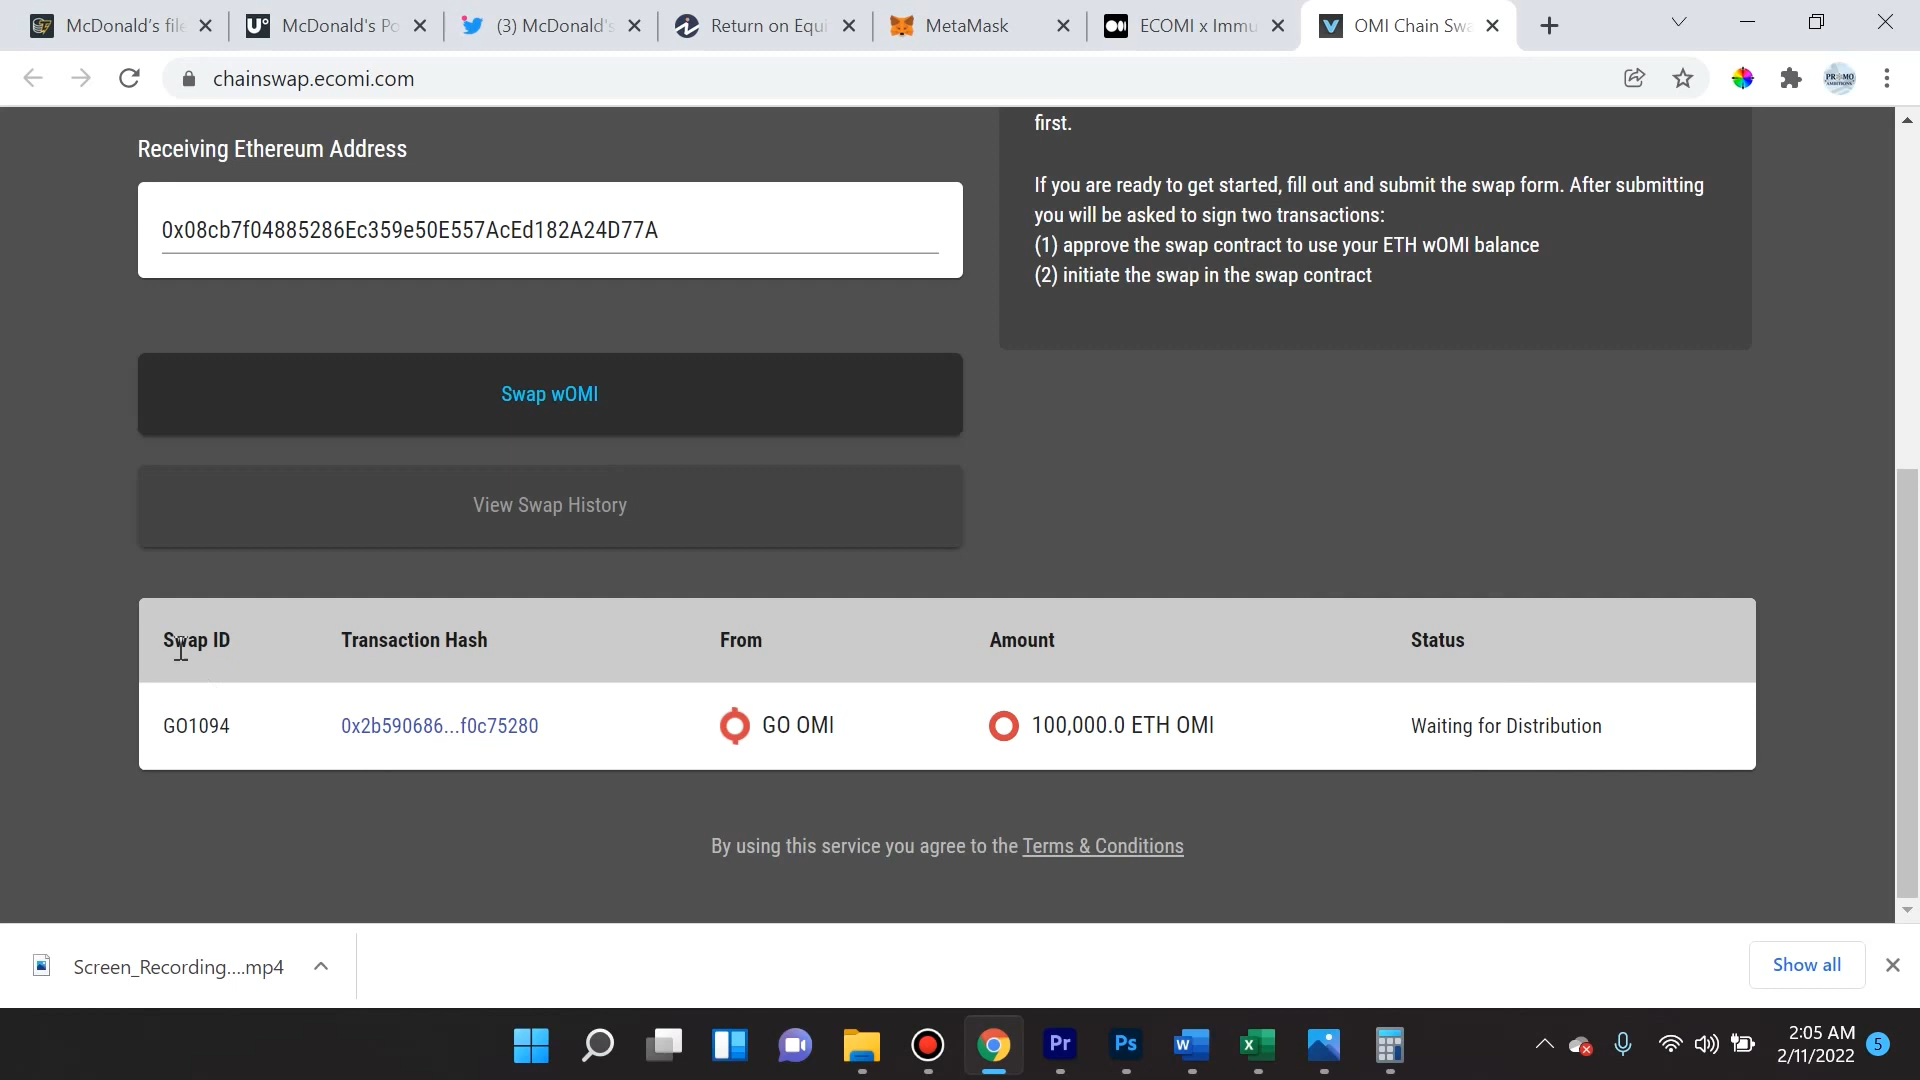 McDonald's file
McDonald's Po
(3) McDonald's
Return on Equi
MetaMask
ECOMI x Immu
OMI Chain Swa
chainswap.ecomi.com
Receiving Ethereum Address
0x08cb7f04885286Ec359e50E557AcEd182A24D77A
first.
If you are ready to get started, fill out and submit the swap form. After submitting
you will be asked to sign two transactions:
(1) approve the swap contract to use your ETH wOMI balance
(2) initiate the swap in the swap contract
Swap wOMI
View Swap History
Swap ID Transaction Hash From Amount Status
GO1094 0x2b590686...f0c75280 GO OMI 100,000.0 ETH OMI Waiting for Distribution
By using this service you agree to the Terms & Conditions
Screen_Recording....mp4
Show all
Pr
Ps
2:05 AM
2/11/2022
5